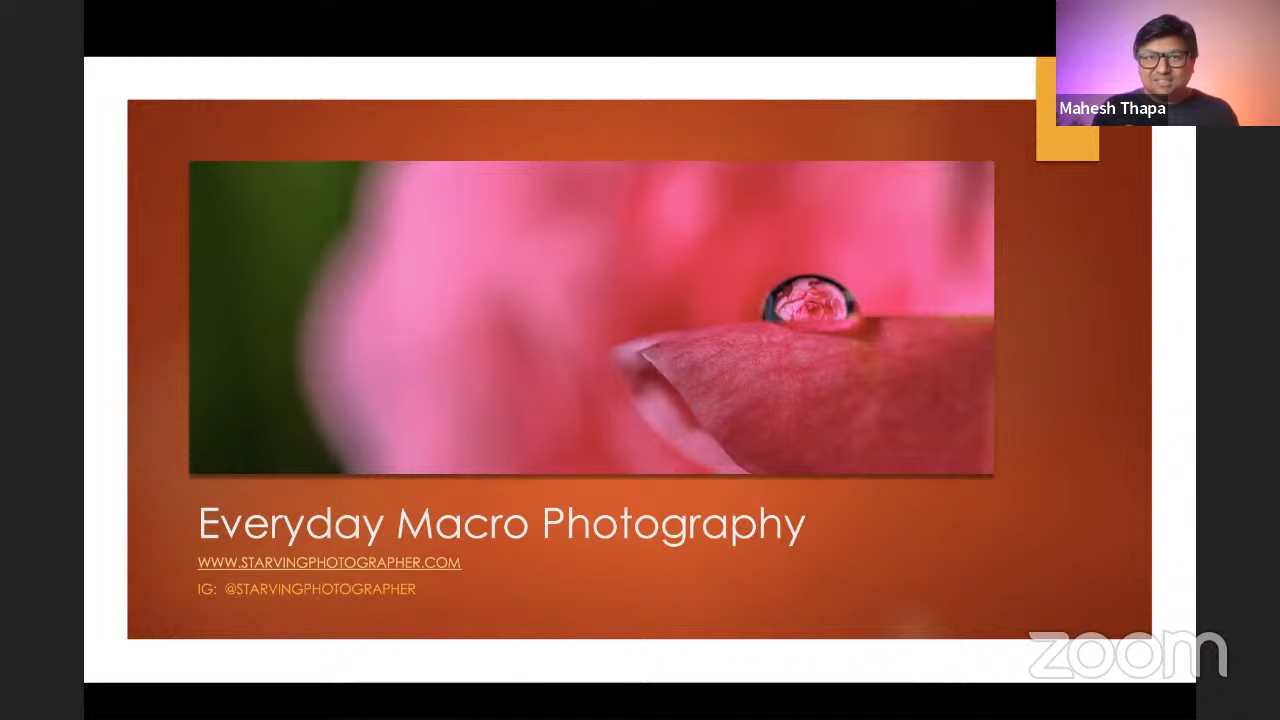 Mahesh Thapa
Everyday Macro Photography
WWW.STARVINGPHOTOGRAPHER.COM
IG: @STARVINGPHOTOGRAPHER
zoom